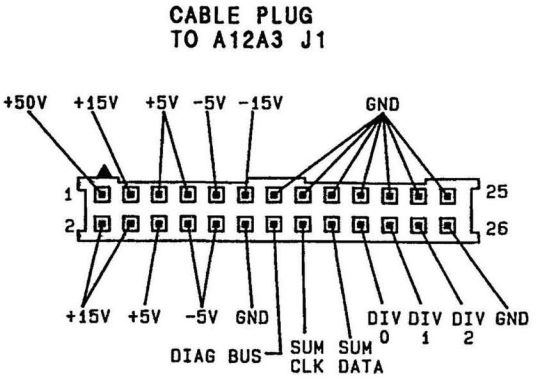 CABLE PLUG
TO A12A3 J1
+50V +15V +5V -5V -15V GND
1 25
2 26
+15V +5V -5V GND DIV DIV DIV GND
0 1 2
DIAG BUS SUM SUM
CLK DATA